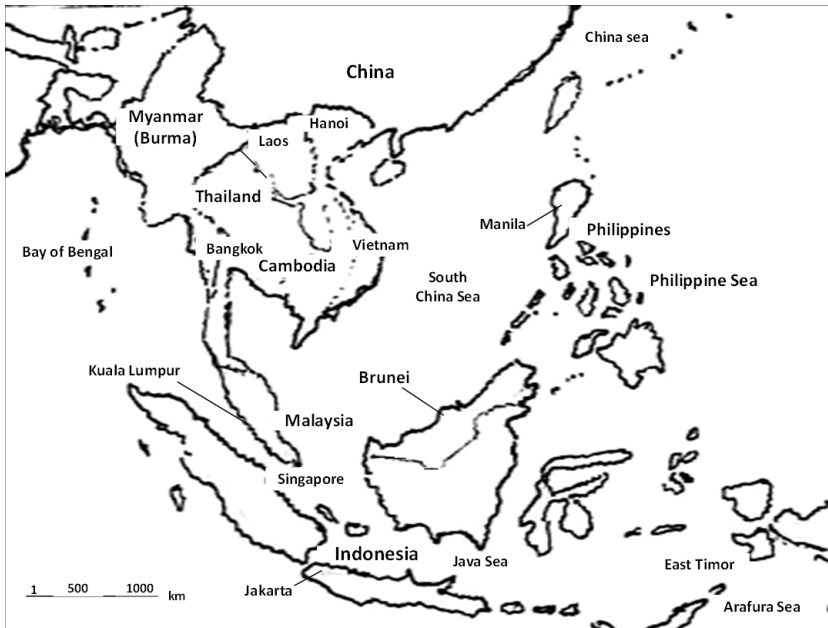 China sea
China
Myanmar
(Burma)
Hanoi
Laos
Thailand
Manila
Philippines
Bay of Bengal
Bangkok
Vietnam
Cambodia
South
China Sea
Philippine Sea
Kuala Lumpur
Brunei
Malaysia
Singapore
Indonesia
Java Sea
East Timor
Jakarta
Arafura Sea
1 500 1000 km